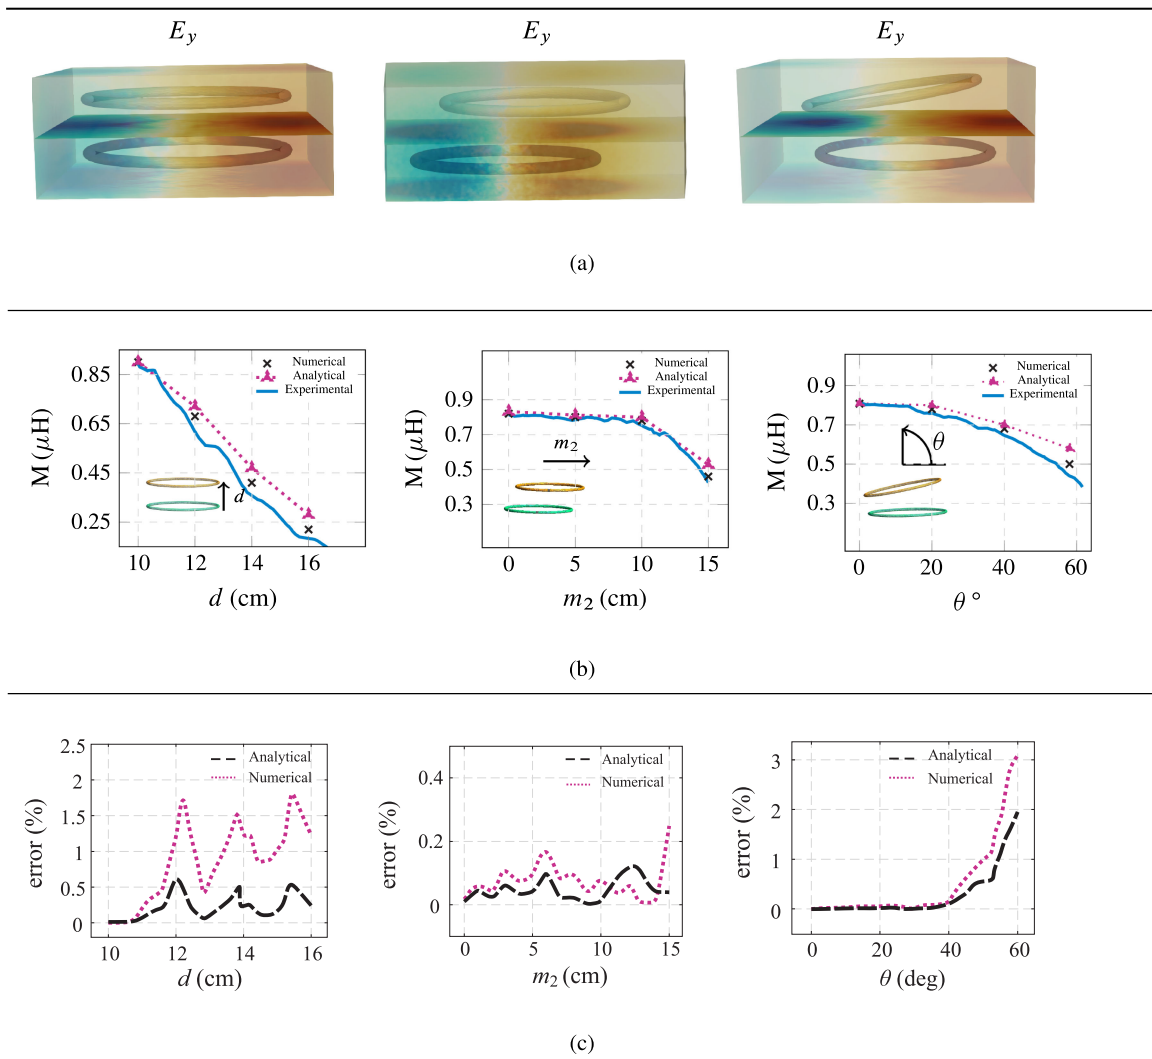 E_y E_y E_y
(a)
M (μH)
0.85
0.65
0.45
0.25
10 12 14 16
d (cm)
Numerical
Analytical
Experimental
d
M (μH)
0.9
0.7
0.5
0.3
0 5 10 15
m₂ (cm)
Numerical
Analytical
Experimental
m₂
M (μH)
0.9
0.7
0.5
0.3
0 20 40 60
θ °
Numerical
Analytical
Experimental
θ
(b)
error (%)
2.5
2
1.5
1
0.5
0
10 12 14 16
d (cm)
Analytical
Numerical
error (%)
0.4
0.2
0
0 5 10 15
m₂ (cm)
Analytical
Numerical
error (%)
3
2
1
0
0 20 40 60
θ (deg)
Analytical
Numerical
(c)